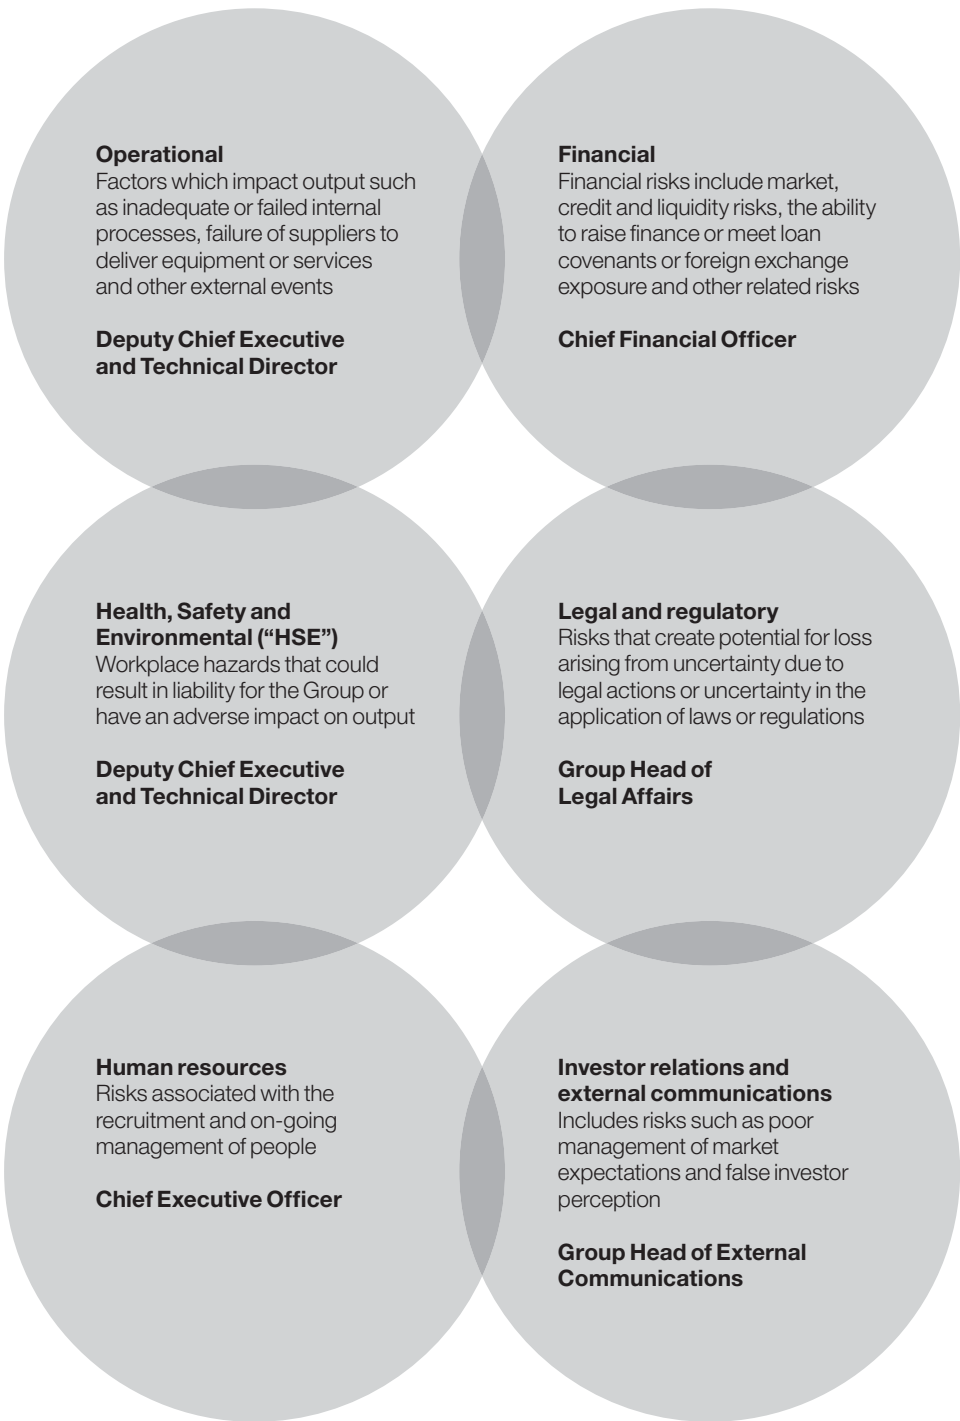 Operational
Factors which impact output such
as inadequate or failed internal
processes, failure of suppliers to
deliver equipment or services
and other external events
Deputy Chief Executive
and Technical Director
Financial
Financial risks include market,
credit and liquidity risks, the ability
to raise finance or meet loan
covenants or foreign exchange
exposure and other related risks
Chief Financial Officer
Health, Safety and
Environmental (“HSE”)
Workplace hazards that could
result in liability for the Group or
have an adverse impact on output
Deputy Chief Executive
and Technical Director
Legal and regulatory
Risks that create potential for loss
arising from uncertainty due to
legal actions or uncertainty in the
application of laws or regulations
Group Head of
Legal Affairs
Human resources
Risks associated with the
recruitment and on-going
management of people
Chief Executive Officer
Investor relations and
external communications
Includes risks such as poor
management of market
expectations and false investor
perception
Group Head of External
Communications